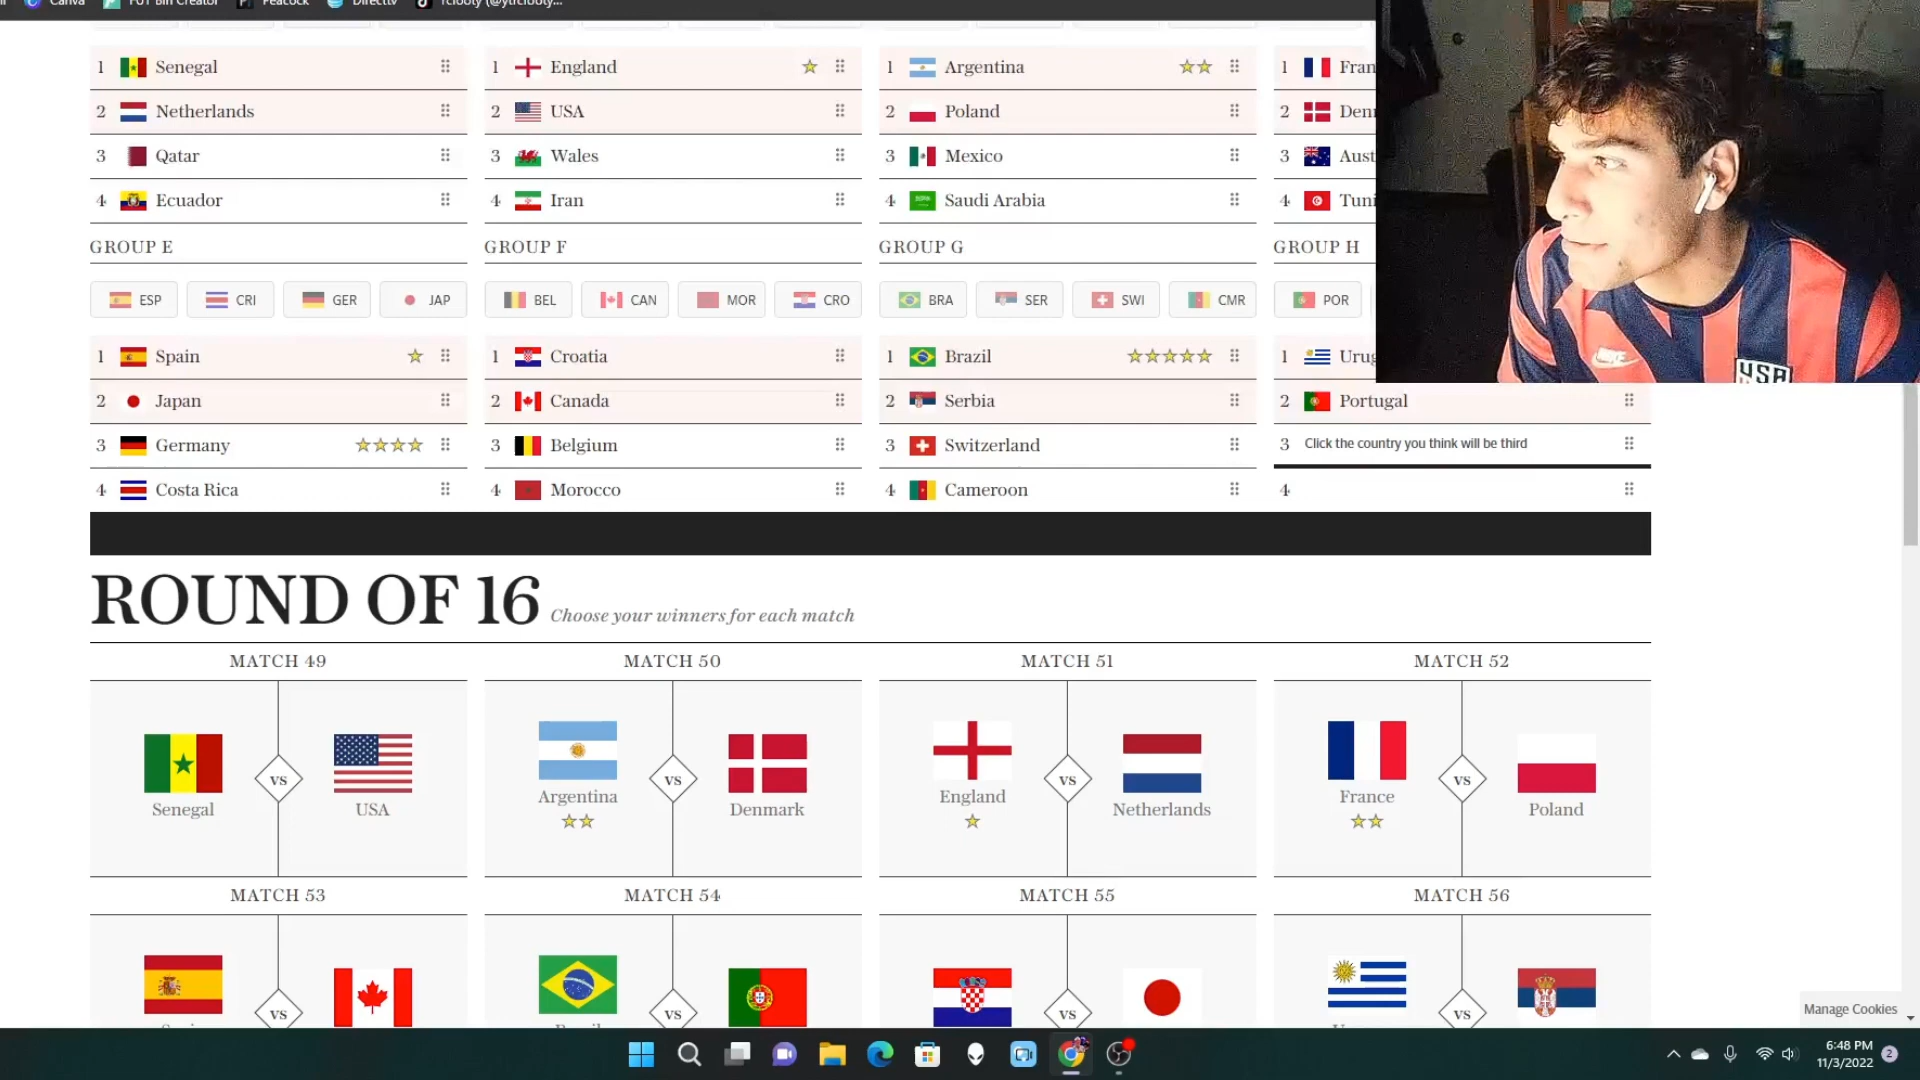 Canva FUT Bin Creator Peacock Directtv
1 Senegal 1 England 1 Argentina 1 Fran
2 Netherlands 2 USA 2 Poland 2 Den
3 Qatar 3 Wales 3 Mexico 3 Aust
4 Ecuador 4 Iran 4 Saudi Arabia 4 Tuni
GROUP E GROUP F GROUP G GROUP H
ESP CRI GER JAP BEL CAN MOR CRO BRA SER SWI CMR POR
1 Spain 1 Croatia 1 Brazil 1 Urug
USA
2 Japan 2 Canada 2 Serbia 2 Portugal
3 Germany 3 Belgium 3 Switzerland 3 Click the country you think will be third
4 Costa Rica 4 Morocco 4 Cameroon 4
ROUND OF 16 Choose your winners for each match
MATCH 49 MATCH 50 MATCH 51 MATCH 52
vs vs vs vs
Senegal USA Argentina Denmark England Netherlands France Poland
MATCH 53 MATCH 54 MATCH 55 MATCH 56
vs vs vs vs
Manage Cookies
6:48 PM
11/3/2022
2